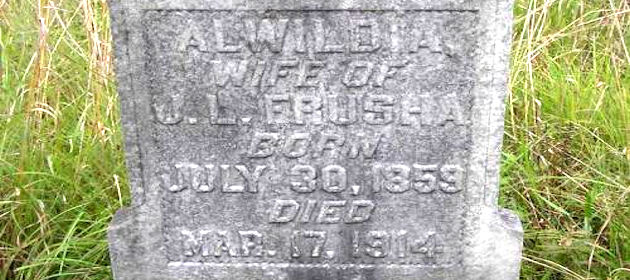 ALWILDIA,
WIFE OF
J. L. FRUSHA
BORN
JULY 30, 1859
DIED
MAR. 17, 1914